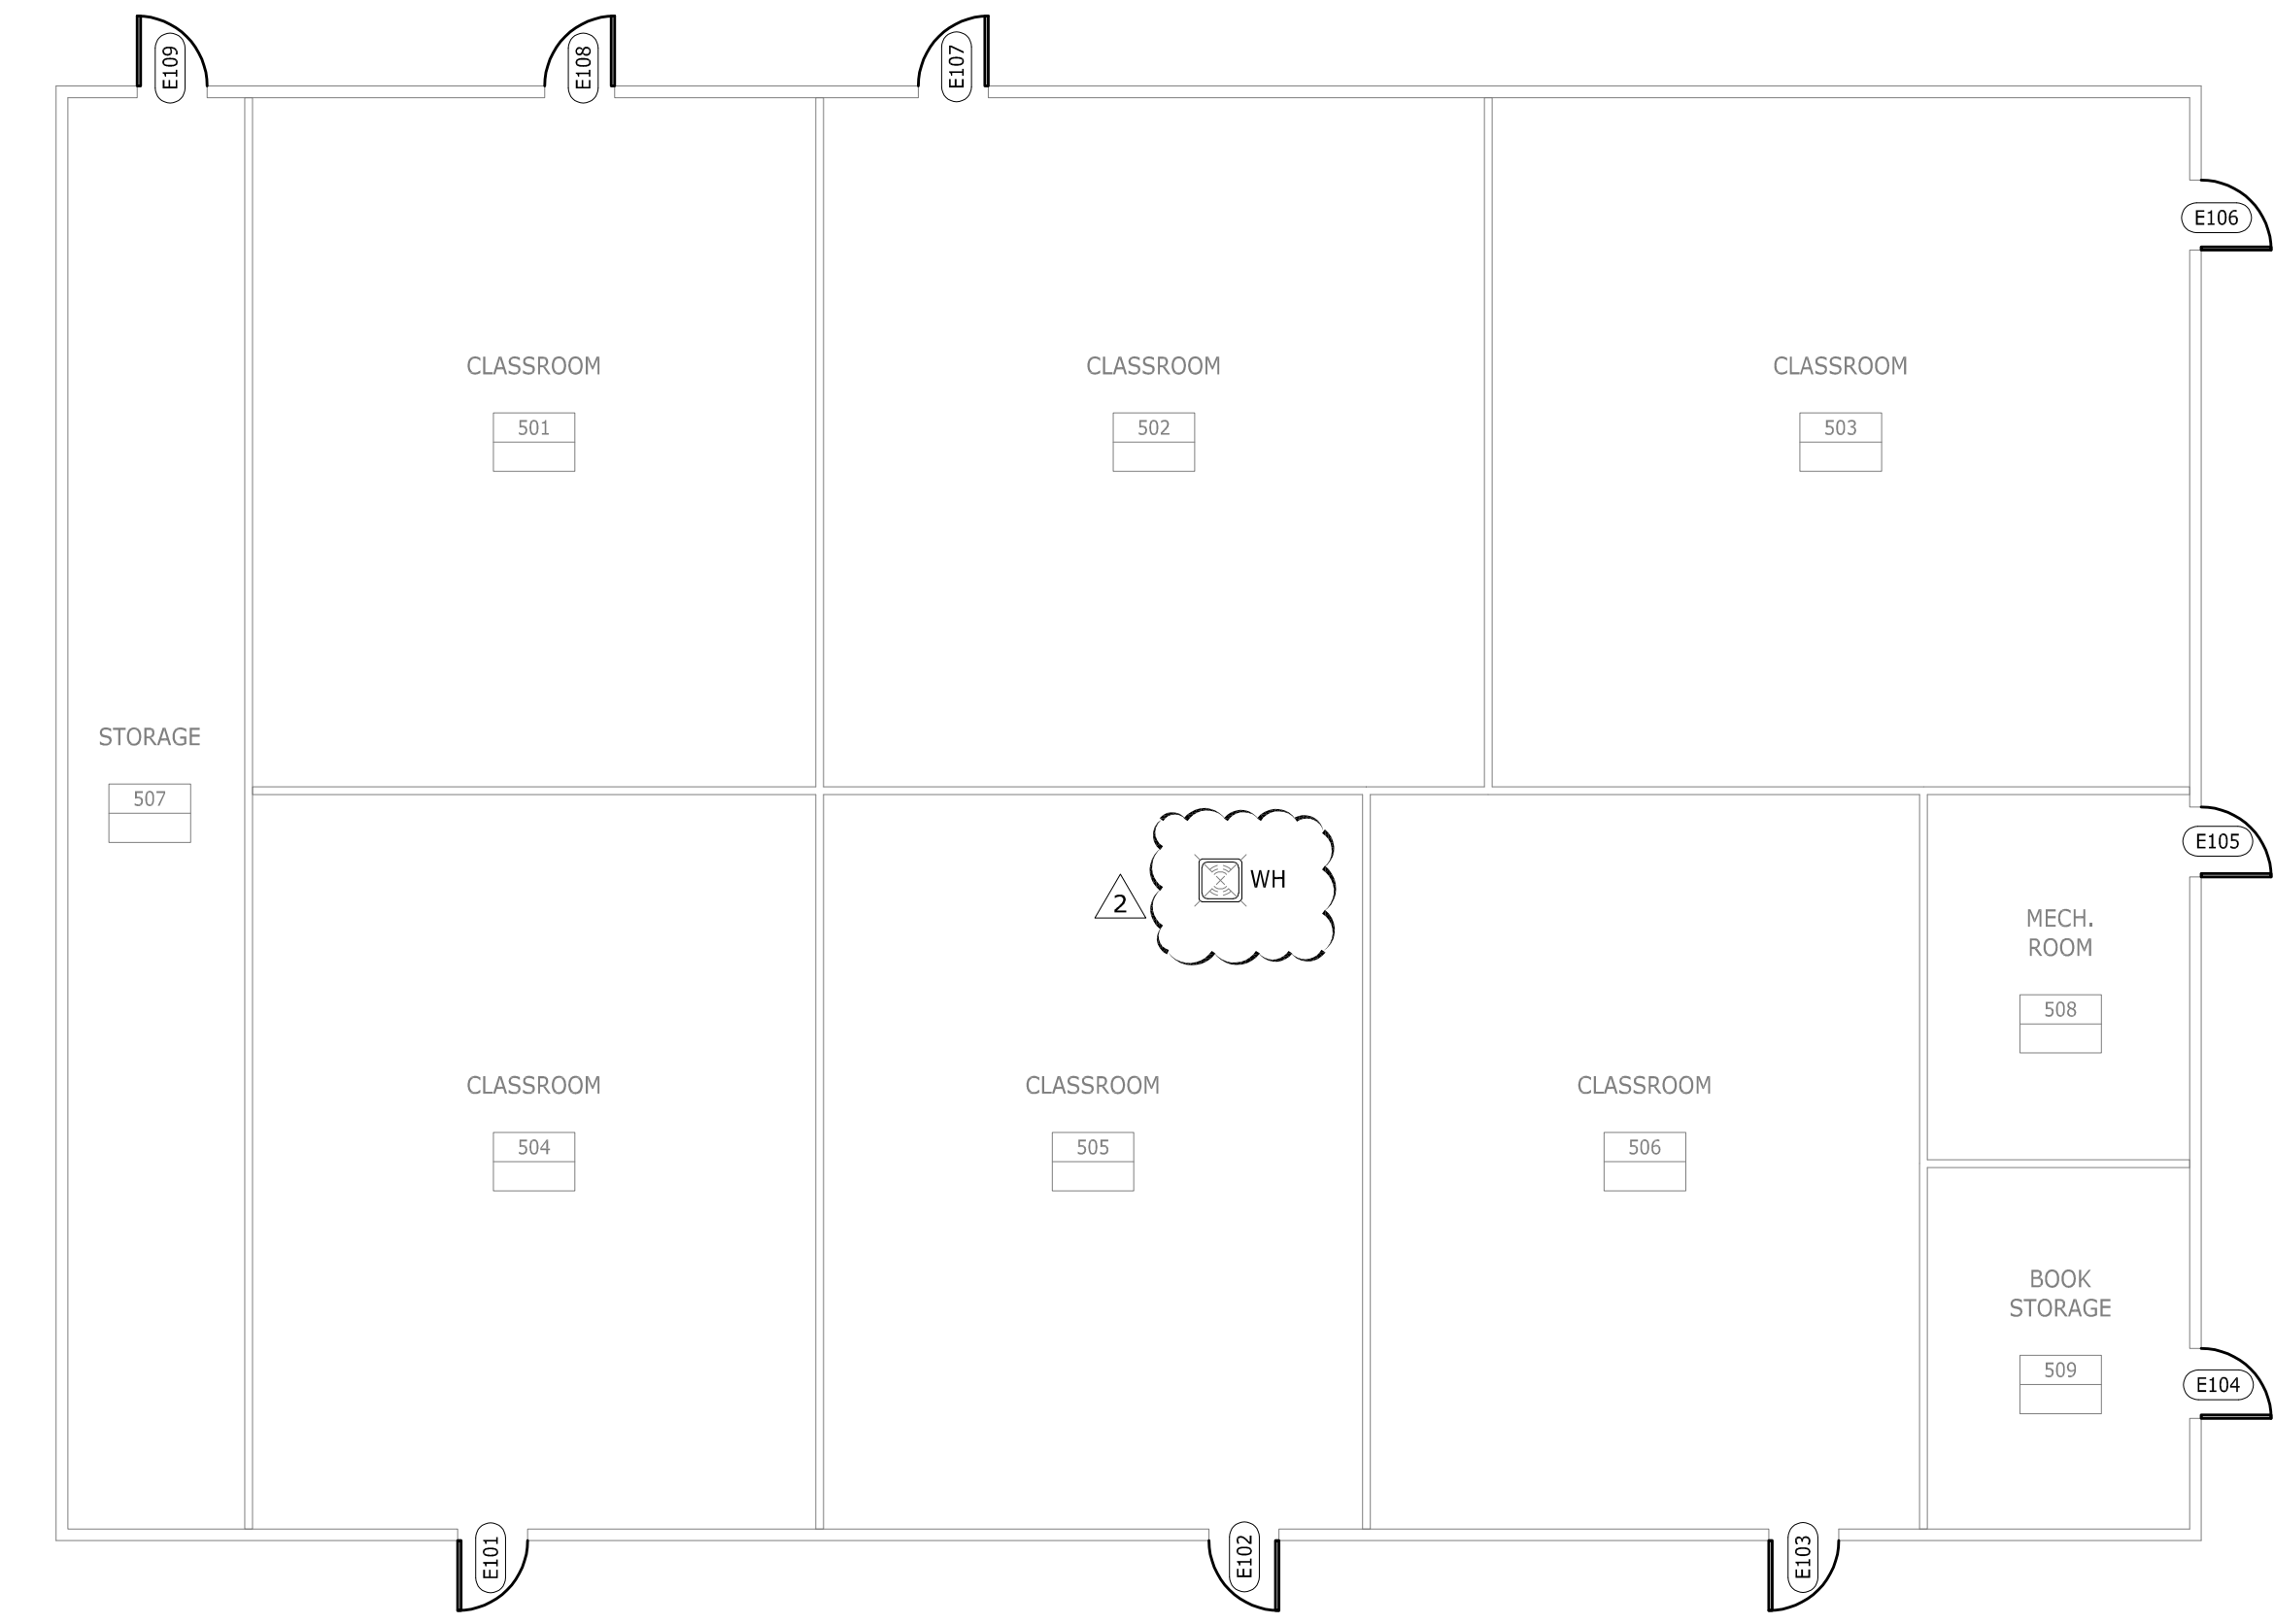 E109
E108
E107
E106
CLASSROOM
501
CLASSROOM
502
CLASSROOM
503
STORAGE
507
WH
2
E105
MECH.
ROOM
508
CLASSROOM
504
CLASSROOM
505
CLASSROOM
506
BOOK
STORAGE
509
E104
E101
E102
E103